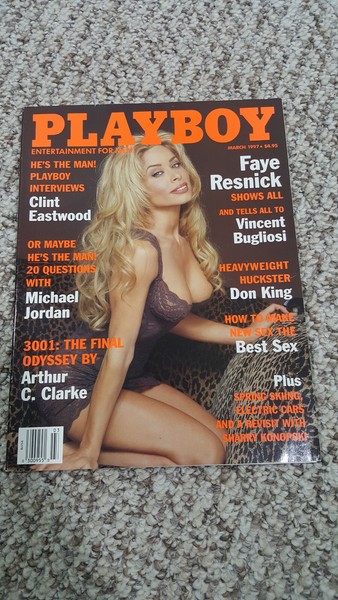 PLAYBOY
ENTERTAINMENT FOR MEN
MARCH 1997 • $4.95
HE'S THE MAN!
PLAYBOY
INTERVIEWS
Clint
Eastwood
OR MAYBE
HE'S THE MAN!
20 QUESTIONS
WITH
Michael
Jordan
3001: THE FINAL
ODYSSEY BY
Arthur
C. Clarke
Faye
Resnick
SHOWS ALL
AND TELLS ALL TO
Vincent
Bugliosi
HEAVYWEIGHT
HUCKSTER
Don King
HOW TO MAKE
NEW SEX THE
Best Sex
Plus
SPRING SKIING,
ELECTRIC CARS
AND A REVISIT WITH
SHARRY KONOPSKI
03